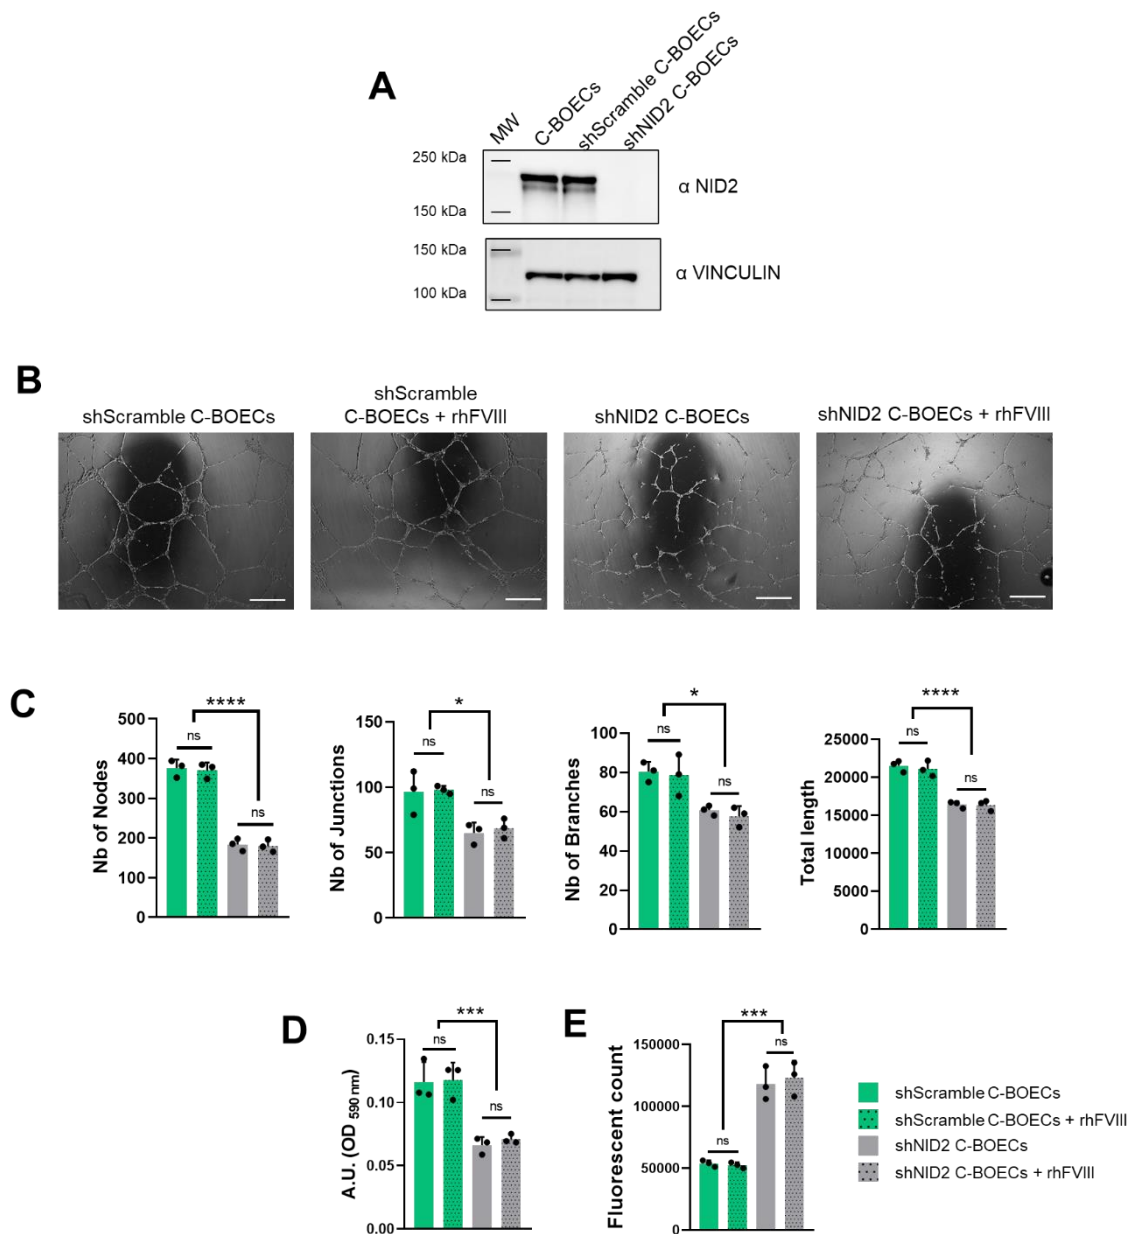 A
MW
C-BOECs
shScramble C-BOECs
shNID2 C-BOECs
250 kDa
150 kDa
α NID2
150 kDa
100 kDa
α VINCULIN
B
shScramble C-BOECs
shScramble
C-BOECs + rhFVIII
shNID2 C-BOECs
shNID2 C-BOECs + rhFVIII
C
Nb of Nodes
500
400
300
200
100
0
****
ns
ns
Nb of Junctions
150
100
50
0
*
ns
ns
Nb of Branches
100
80
60
40
20
0
*
ns
ns
Total length
25000
20000
15000
10000
5000
0
****
ns
ns
D
A.U. (OD 590 nm)
0.15
0.10
0.05
0.00
***
ns
ns
E
Fluorescent count
150000
100000
50000
0
***
ns
ns
shScramble C-BOECs
shScramble C-BOECs + rhFVIII
shNID2 C-BOECs
shNID2 C-BOECs + rhFVIII